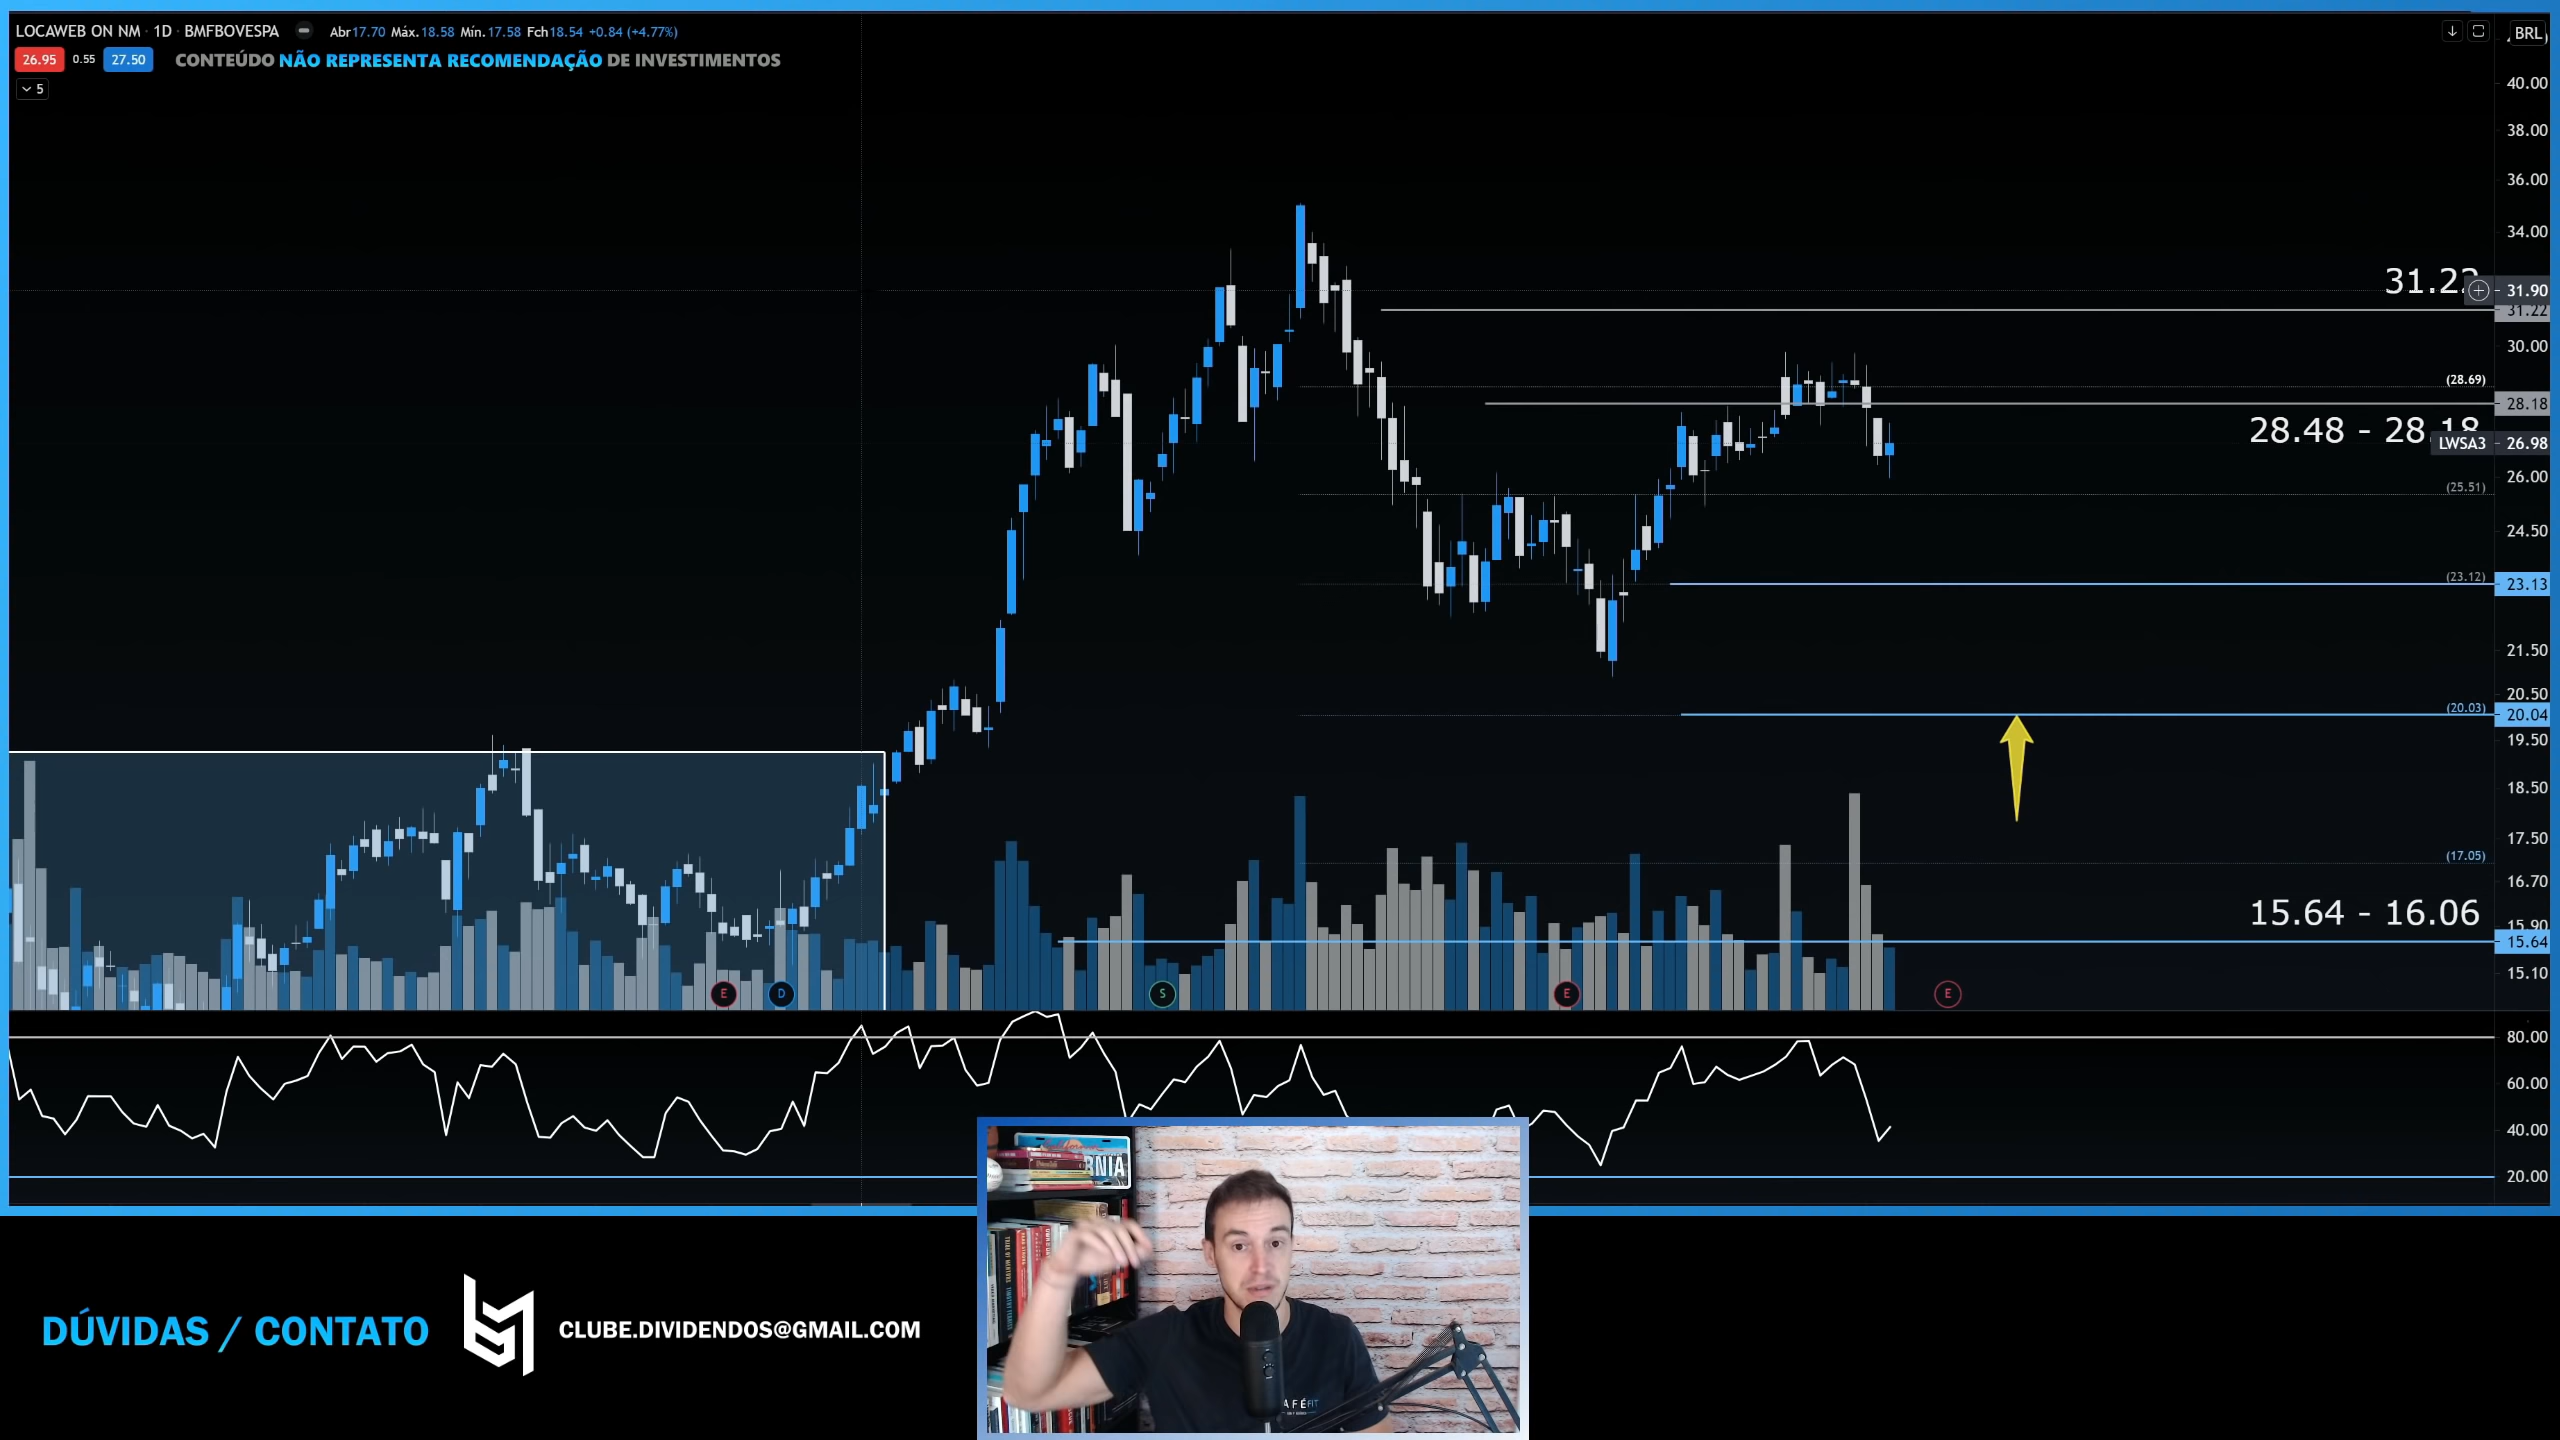 LOCAWEB ON NM · 1D · BMFBOVESPA
Abr17.70 Máx.18.58 Mín.17.58 Fch18.54 +0.84 (+4.77%)
BRL
26.95 0.55 27.50
CONTEÚDO NÃO REPRESENTA RECOMENDAÇÃO DE INVESTIMENTOS
5
40.00
38.00
36.00
34.00
31.90
31.22
30.00
(28.69)
28.18
28.48 - 28.18
LWSA3 26.98
26.00
(25.51)
24.50
(23.12)
23.13
21.50
20.50
(20.03)
20.04
19.50
18.50
17.50
(17.05)
16.70
15.64 - 16.06
15.90
15.64
15.10
E D S E E
80.00
60.00
40.00
20.00
RNIA
AFÉFIT
DÚVIDAS / CONTATO
CLUBE.DIVIDENDOS@GMAIL.COM